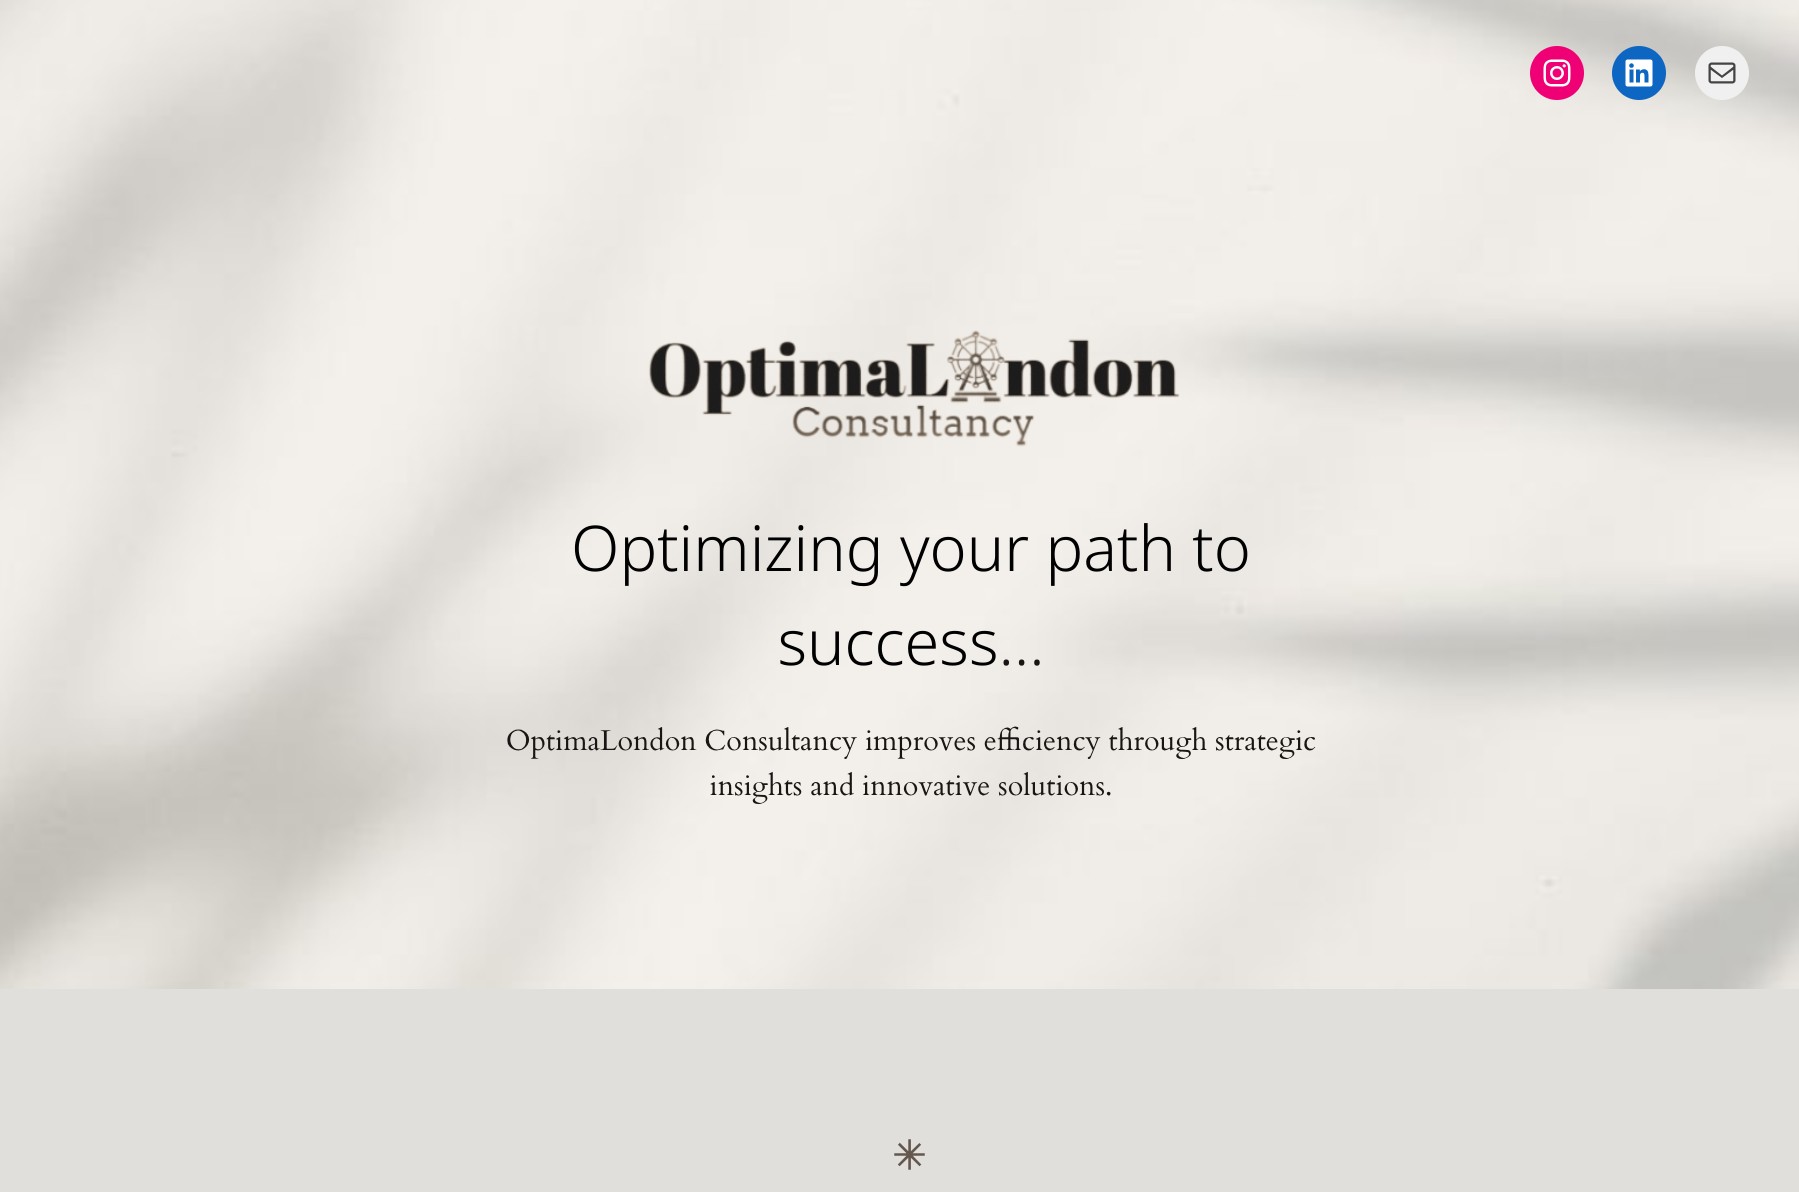 OptimaLondon
Consultancy
Optimizing your path to
success...
OptimaLondon Consultancy improves efficiency through strategic
insights and innovative solutions.